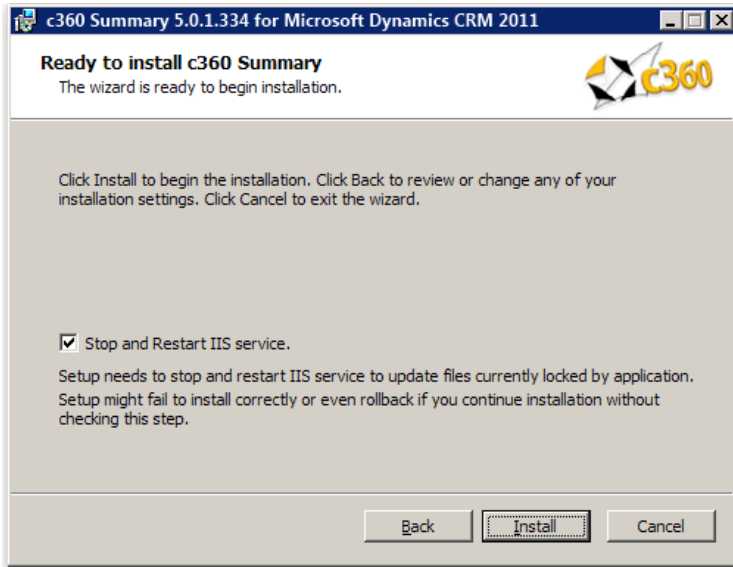 c360 Summary 5.0.1.334 for Microsoft Dynamics CRM 2011
Ready to install c360 Summary
The wizard is ready to begin installation.
c360
Click Install to begin the installation. Click Back to review or change any of your
installation settings. Click Cancel to exit the wizard.
Stop and Restart IIS service.
Setup needs to stop and restart IIS service to update files currently locked by application.
Setup might fail to install correctly or even rollback if you continue installation without
checking this step.
Back Install Cancel